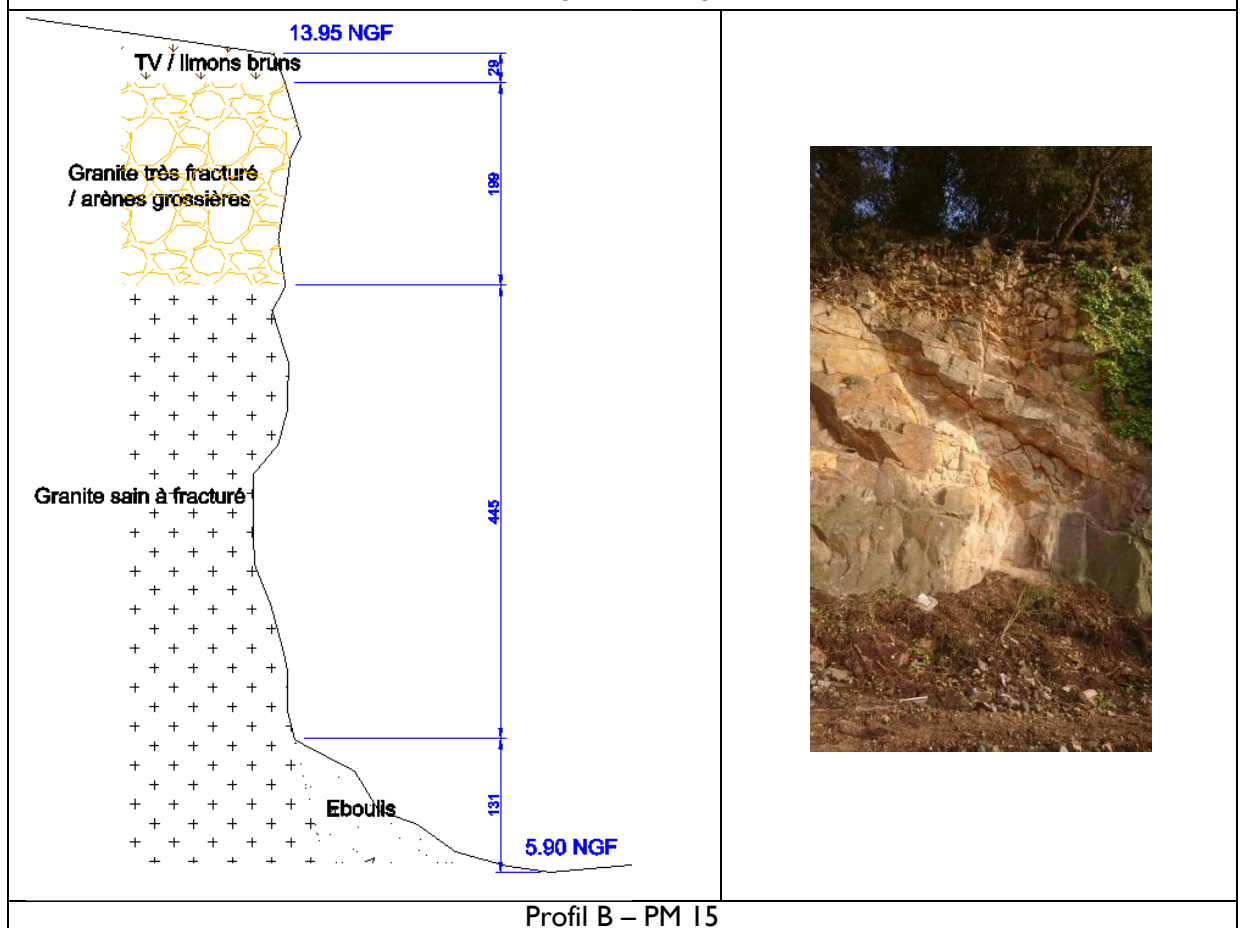 13.95 NGF
TV / limons bruns
29
Granite très fracturé
/ arènes grossières
199
Granite sain à fracturé
445
Eboulis
131
5.90 NGF
Profil B – PM 15